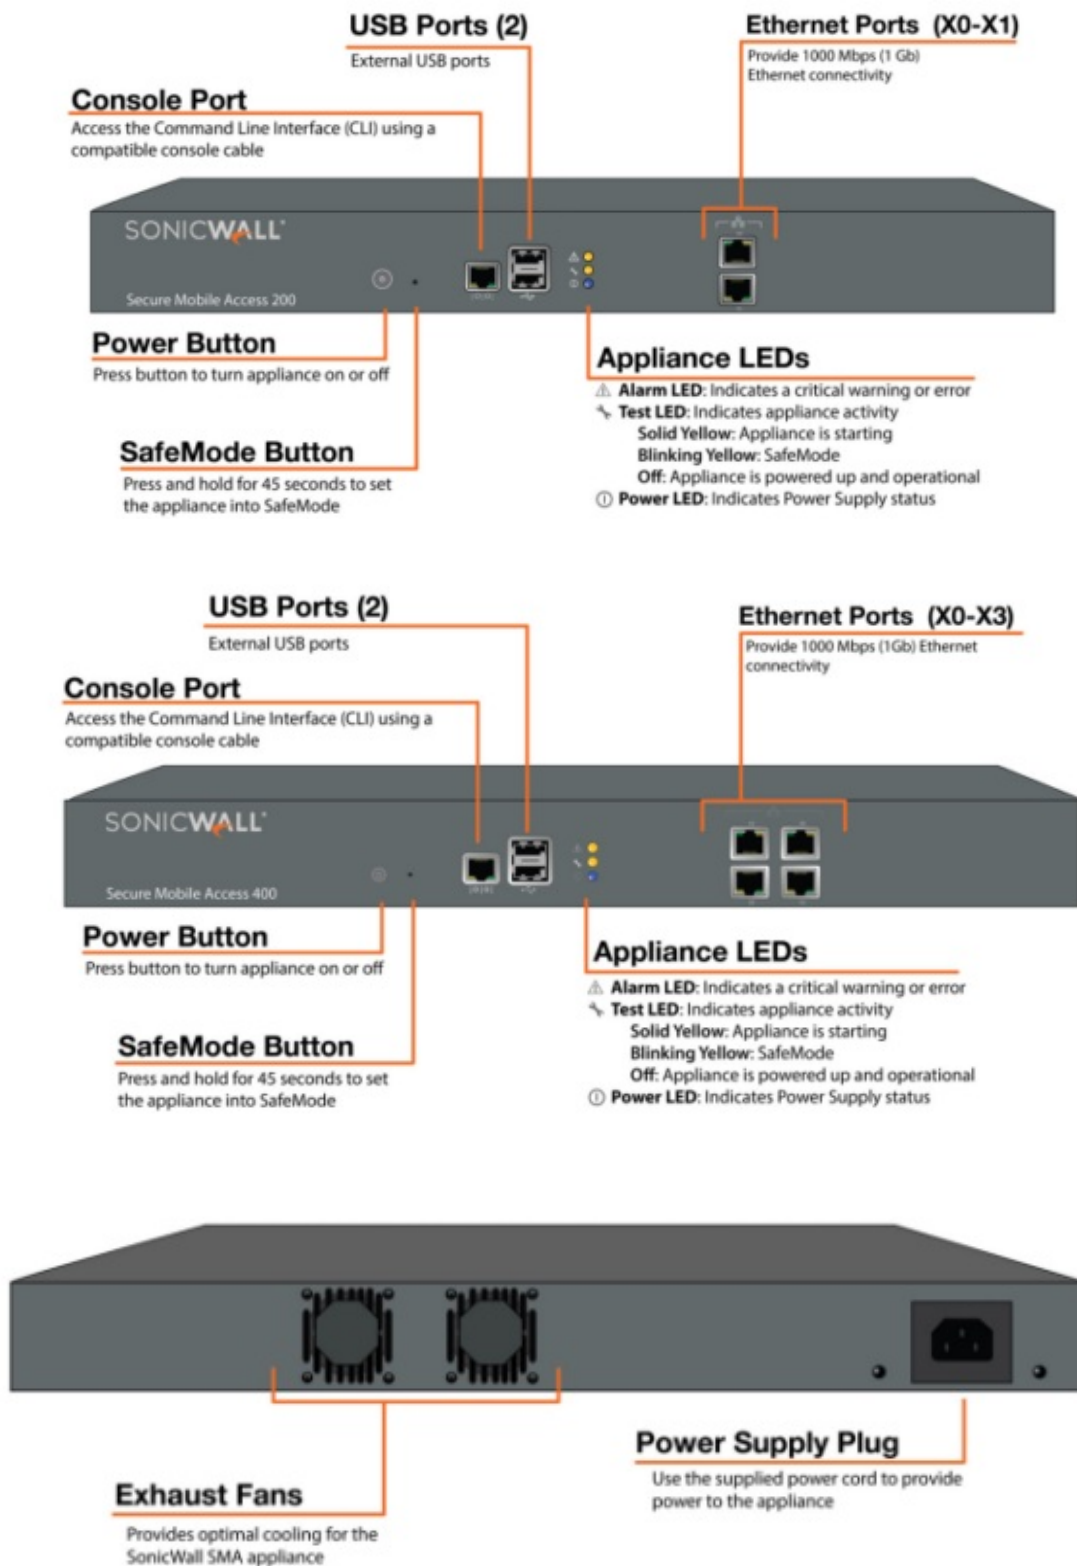 USB Ports (2)
External USB ports
Ethernet Ports (X0-X1)
Provide 1000 Mbps (1 Gb)
Ethernet connectivity
Console Port
Access the Command Line Interface (CLI) using a
compatible console cable
SONICWALL
Secure Mobile Access 200
Power Button
Press button to turn appliance on or off
SafeMode Button
Press and hold for 45 seconds to set
the appliance into SafeMode
Appliance LEDs
Alarm LED: Indicates a critical warning or error
Test LED: Indicates appliance activity
Solid Yellow: Appliance is starting
Blinking Yellow: SafeMode
Off: Appliance is powered up and operational
Power LED: Indicates Power Supply status
USB Ports (2)
External USB ports
Ethernet Ports (X0-X3)
Provide 1000 Mbps (1Gb) Ethernet
connectivity
Console Port
Access the Command Line Interface (CLI) using a
compatible console cable
SONICWALL
Secure Mobile Access 400
Power Button
Press button to turn appliance on or off
SafeMode Button
Press and hold for 45 seconds to set
the appliance into SafeMode
Appliance LEDs
Alarm LED: Indicates a critical warning or error
Test LED: Indicates appliance activity
Solid Yellow: Appliance is starting
Blinking Yellow: SafeMode
Off: Appliance is powered up and operational
Power LED: Indicates Power Supply status
Exhaust Fans
Provides optimal cooling for the
SonicWall SMA appliance
Power Supply Plug
Use the supplied power cord to provide
power to the appliance